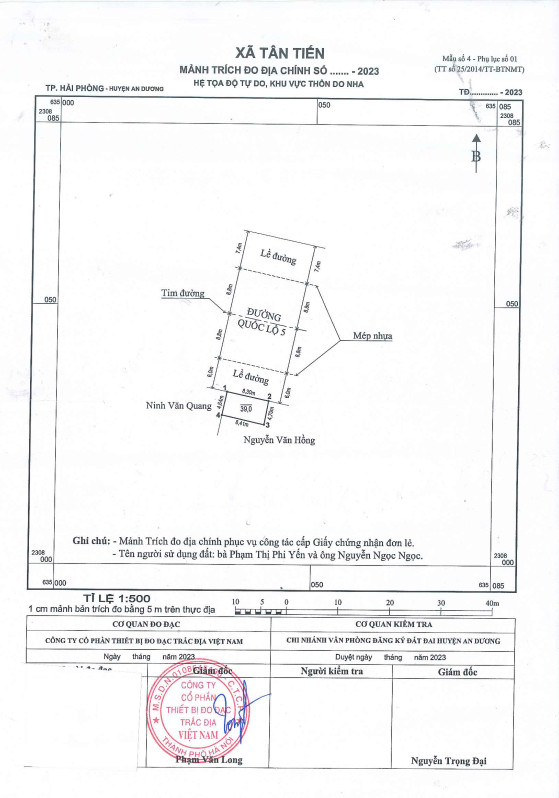 XÃ TÂN TIẾN
MẢNH TRÍCH ĐO ĐỊA CHÍNH SỐ ....... - 2023
HỆ TỌA ĐỘ TỰ DO, KHU VỰC THÔN DO NHA
Mẫu số 4 - Phụ lục số 01
(TT số 25/2014/TT-BTNMT)
TP. HẢI PHÒNG - HUYỆN AN DƯƠNG
TĐ............. - 2023
635 000
050
635 085
2308 085
2308 085
B
7,4m
Lề đường
7,4m
8,8m
8,8m
Tim đường
050
ĐƯỜNG
QUỐC LỘ 5
050
Mép nhựa
8,8m
8,8m
6,0m
Lề đường
6,0m
1
8,20m
2
Ninh Văn Quang
4,64m
39,0
4,70m
4
8,41m
3
Nguyễn Văn Hồng
Ghi chú: - Mảnh Trích đo địa chính phục vụ công tác cấp Giấy chứng nhận đơn lẻ.
- Tên người sử dụng đất: bà Phạm Thị Phi Yến và ông Nguyễn Ngọc Ngọc.
2308 000
2308 000
635 000
050
635 085
TỈ LỆ 1:500
1 cm mảnh bản trích đo bằng 5 m trên thực địa
10 5 0 10 20 30 40m
CƠ QUAN ĐO ĐẠC
CƠ QUAN KIỂM TRA
CÔNG TY CỔ PHẦN THIẾT BỊ ĐO ĐẠC TRẮC ĐỊA VIỆT NAM
CHI NHÁNH VĂN PHÒNG ĐĂNG KÝ ĐẤT ĐAI HUYỆN AN DƯƠNG
Ngày tháng năm 2023
Duyệt ngày tháng năm 2023
Giám đốc
Người kiểm tra
Giám đốc
CÔNG TY
CỔ PHẦN
THIẾT BỊ ĐO ĐẠC
TRẮC ĐỊA
VIỆT NAM
THÀNH PHỐ HÀ NỘI
Phạm Văn Long
Nguyễn Trọng Đại